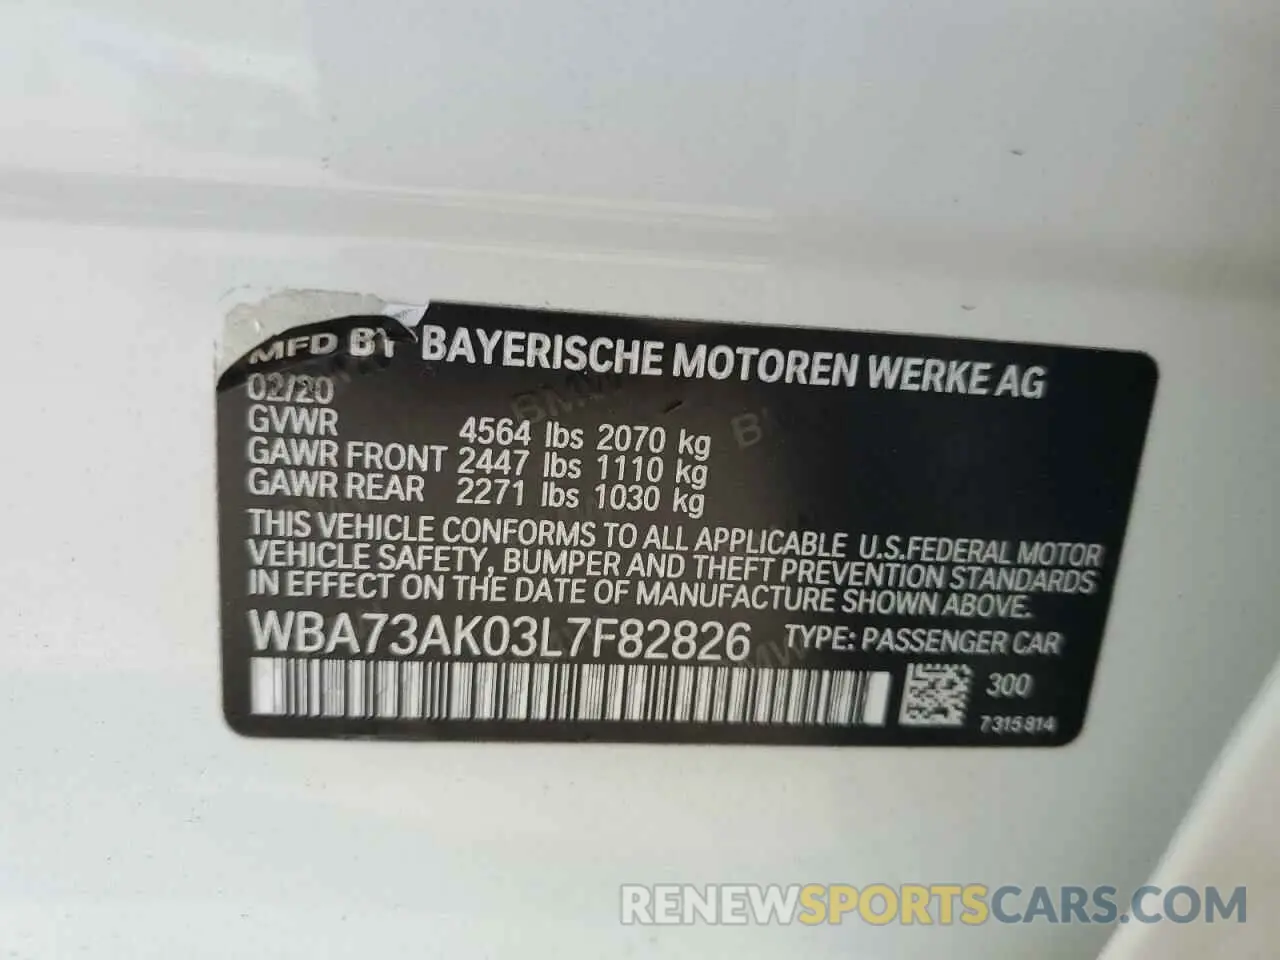 MFD BY BAYERISCHE MOTOREN WERKE AG
02/20
GVWR 4564 lbs 2070 kg
GAWR FRONT 2447 lbs 1110 kg
GAWR REAR 2271 lbs 1030 kg
THIS VEHICLE CONFORMS TO ALL APPLICABLE U.S.FEDERAL MOTOR
VEHICLE SAFETY, BUMPER AND THEFT PREVENTION STANDARDS
IN EFFECT ON THE DATE OF MANUFACTURE SHOWN ABOVE.
WBA73AK03L7F82826 TYPE: PASSENGER CAR
300
7315814
RENEWSPORTSCARS.COM